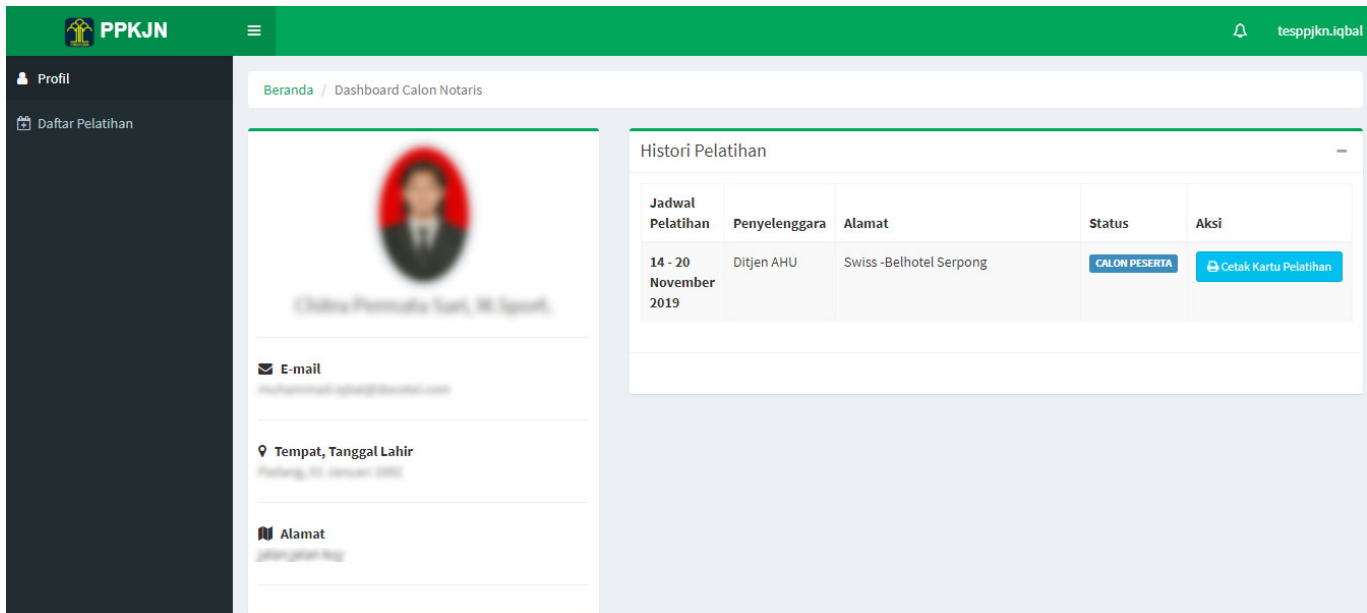 PPKJN
tesppjkn.iqbal
Profil
Daftar Pelatihan
Beranda / Dashboard Calon Notaris
E-mail
Tempat, Tanggal Lahir
Alamat
Histori Pelatihan
Jadwal Pelatihan Penyelenggara Alamat Status Aksi
14 - 20 Ditjen AHU Swiss -Belhotel Serpong CALON PESERTA Cetak Kartu Pelatihan
November
2019